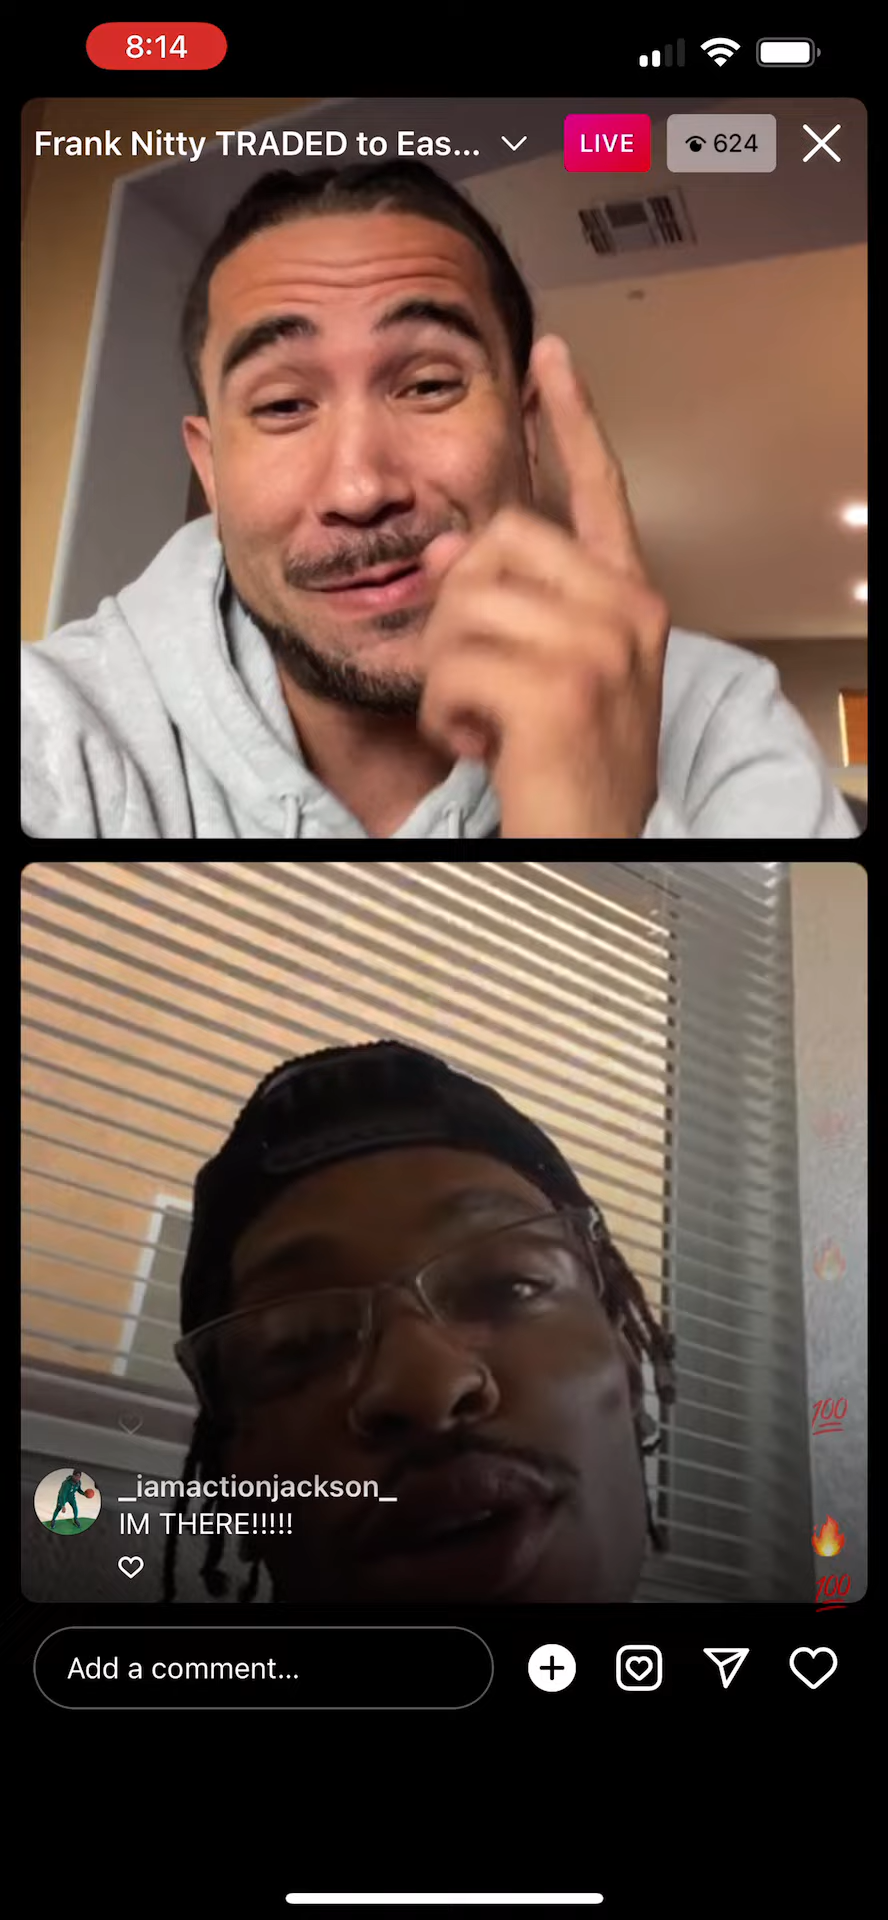 8:14
Frank Nitty TRADED to Eas...
LIVE
624
_iamactionjackson_
IM THERE!!!!!
100
100
Add a comment...